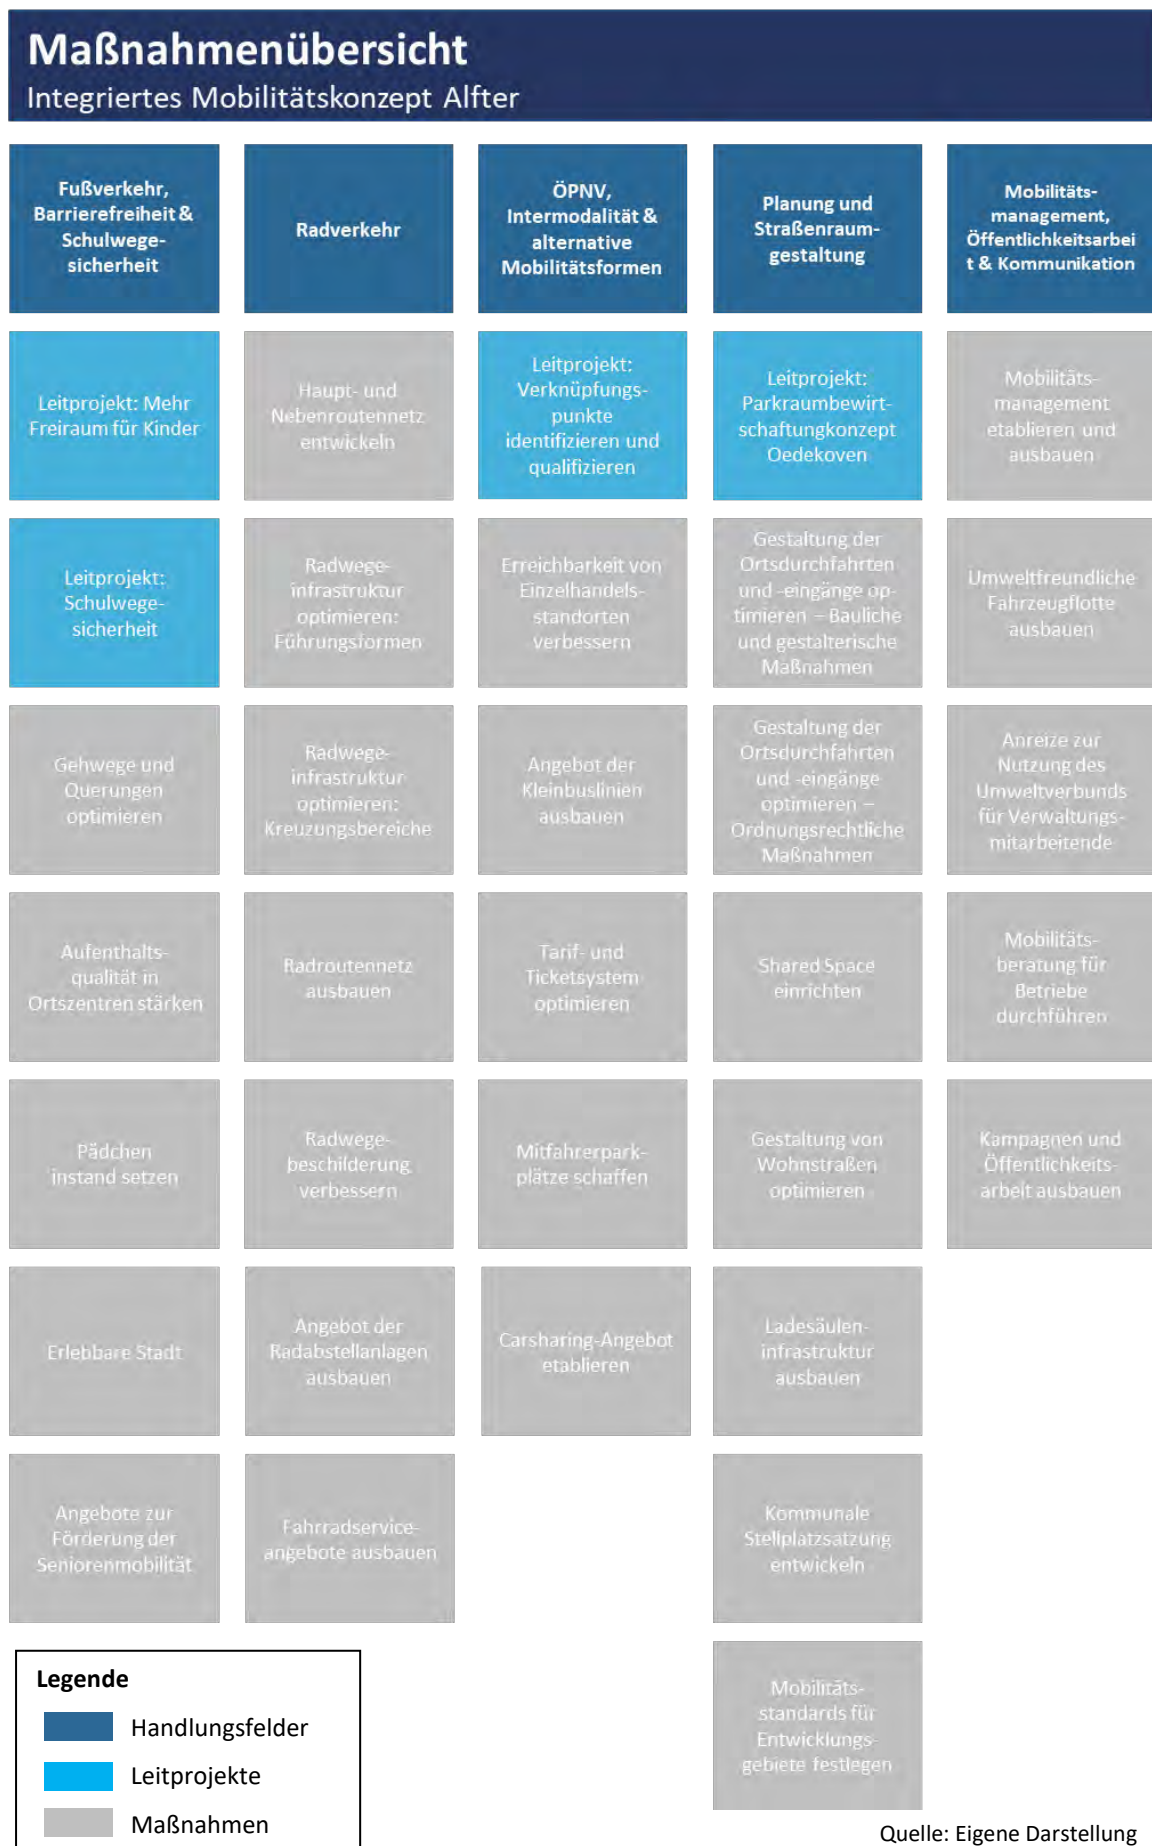 Maßnahmenübersicht
Integriertes Mobilitätskonzept Alfter
Fußverkehr,
Barrierefreiheit &
Schulwege-
sicherheit
Radverkehr
ÖPNV,
Intermodalität &
alternative
Mobilitätsformen
Planung und
Straßenraum-
gestaltung
Mobilitäts-
management,
Öffentlichkeitsarbei
t & Kommunikation
Leitprojekt: Mehr
Freiraum für Kinder
Haupt- und
Nebenroutennetz
entwickeln
Leitprojekt:
Verknüpfungs-
punkte
identifizieren und
qualifizieren
Leitprojekt:
Parkraumbewirt-
schaftungkonzept
Oedekoven
Mobilitäts-
management
etablieren und
ausbauen
Leitprojekt:
Schulwege-
sicherheit
Radwege-
infrastruktur
optimieren:
Führungsformen
Erreichbarkeit von
Einzelhandels-
standorten
verbessern
Gestaltung der
Ortsdurchfahrten
und -eingänge op-
timieren – Bauliche
und gestalterische
Maßnahmen
Umweltfreundliche
Fahrzeugflotte
ausbauen
Gehwege und
Querungen
optimieren
Radwege-
infrastruktur
optimieren:
Kreuzungsbereiche
Angebot der
Kleinbuslinien
ausbauen
Gestaltung der
Ortsdurchfahrten
und -eingänge
optimieren –
Ordnungsrechtliche
Maßnahmen
Anreize zur
Nutzung des
Umweltverbunds
für Verwaltungs-
mitarbeitende
Aufenthalts-
qualität in
Ortszentren stärken
Radroutennetz
ausbauen
Tarif- und
Ticketsystem
optimieren
Shared Space
einrichten
Mobilitäts-
beratung für
Betriebe
durchführen
Pädchen
instand setzen
Radwege-
beschilderung
verbessern
Mitfahrerpark-
plätze schaffen
Gestaltung von
Wohnstraßen
optimieren
Kampagnen und
Öffentlichkeits-
arbeit ausbauen
Erlebbare Stadt
Angebot der
Radabstellanlagen
ausbauen
Carsharing-Angebot
etablieren
Ladesäulen-
infrastruktur
ausbauen
Angebote zur
Förderung der
Seniorenmobilität
Fahrradservice-
angebote ausbauen
Kommunale
Stellplatzsatzung
entwickeln
Mobilitäts-
standards für
Entwicklungs-
gebiete festlegen
Legende
Handlungsfelder
Leitprojekte
Maßnahmen
Quelle: Eigene Darstellung